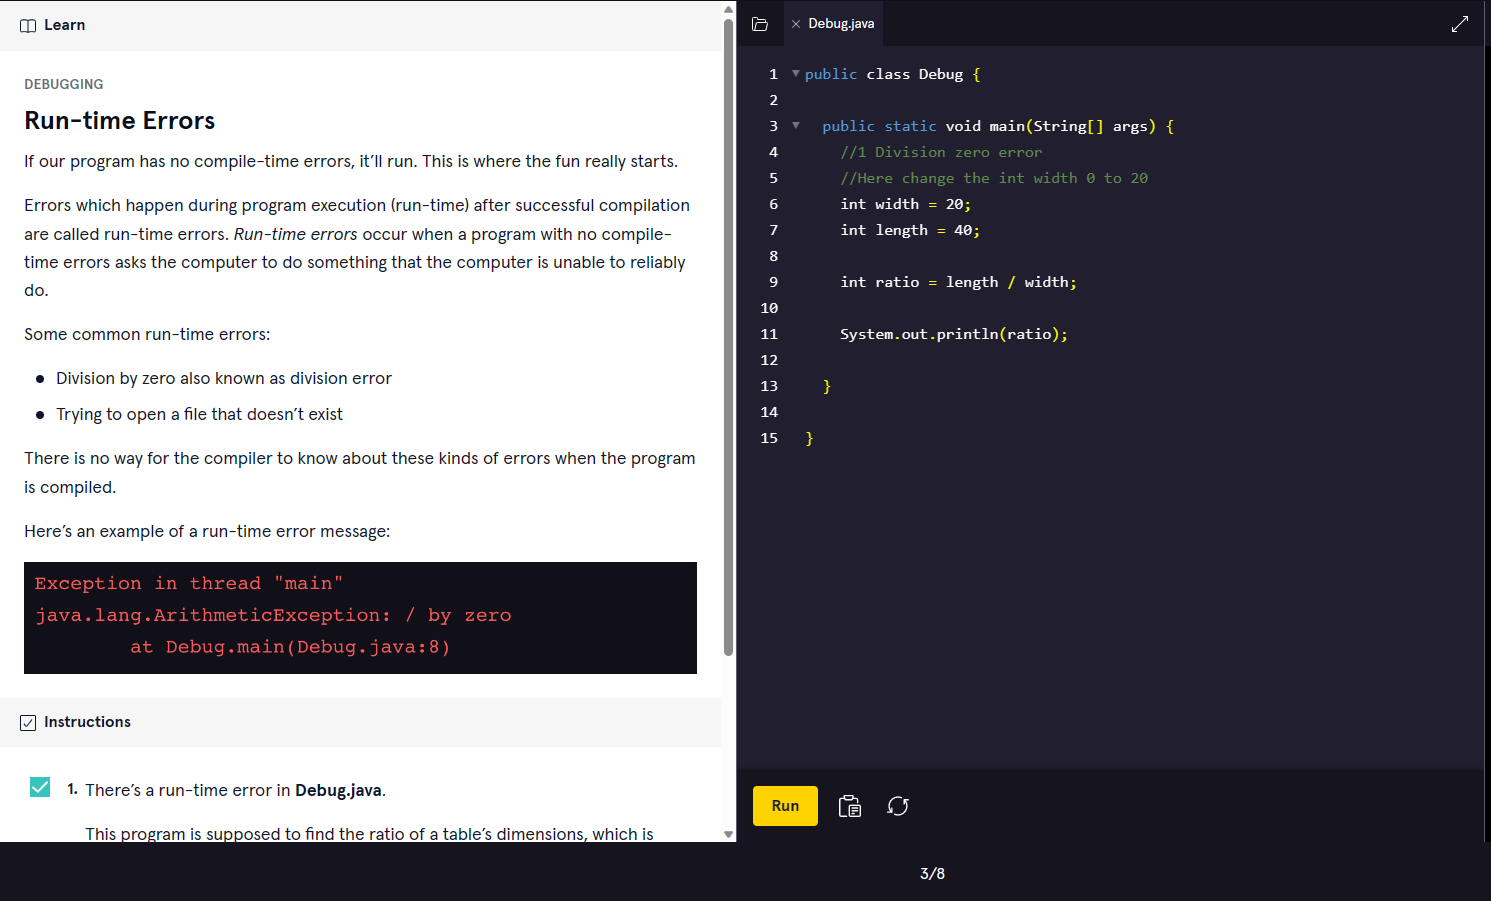 Learn
DEBUGGING
Run-time Errors
If our program has no compile-time errors, it’ll run. This is where the fun really starts.
Errors which happen during program execution (run-time) after successful compilation
are called run-time errors. Run-time errors occur when a program with no compile-
time errors asks the computer to do something that the computer is unable to reliably
do.
Some common run-time errors:
● Division by zero also known as division error
● Trying to open a file that doesn’t exist
There is no way for the compiler to know about these kinds of errors when the program
is compiled.
Here’s an example of a run-time error message:
Exception in thread "main"
java.lang.ArithmeticException: / by zero
        at Debug.main(Debug.java:8)
Instructions
1. There’s a run-time error in Debug.java.
This program is supposed to find the ratio of a table’s dimensions, which is
Debug.java
1 public class Debug {
2
3   public static void main(String[] args) {
4     //1 Division zero error
5     //Here change the int width 0 to 20
6     int width = 20;
7     int length = 40;
8
9     int ratio = length / width;
10
11     System.out.println(ratio);
12
13   }
14
15 }
Run
3/8